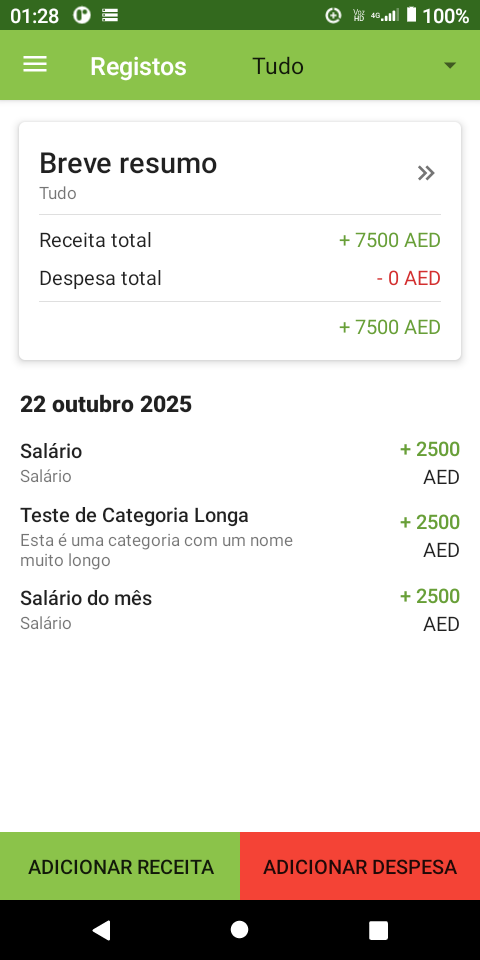 01:28
4G
100%
Registos
Tudo
Breve resumo
Tudo
Receita total
+ 7500 AED
Despesa total
- 0 AED
+ 7500 AED
22 outubro 2025
Salário
+ 2500
Salário
AED
Teste de Categoria Longa
+ 2500
Esta é uma categoria com um nome
muito longo
AED
Salário do mês
+ 2500
Salário
AED
ADICIONAR RECEITA
ADICIONAR DESPESA